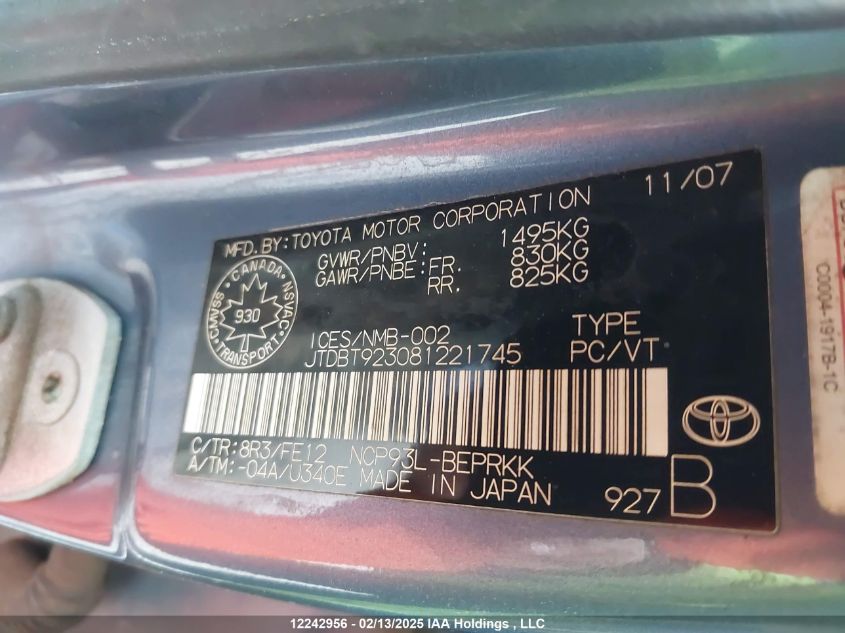 11/07
MFD. BY: TOYOTA MOTOR CORPORATION
GVWR/PNBV: 1495KG
GAWR/PNBE: FR. 830KG
RR. 825KG
CANADA
CMVSS NSVAC
930
TRANSPORT
ICES/NMB-002 TYPE
JTDBT923081221745 PC/VT
C/TR: 8R3/FE12 NCP93L-BEPRKK
A/TM: -04A/U340E MADE IN JAPAN
927 B
C0004-1917B-1C
12242956 - 02/13/2025 IAA Holdings , LLC